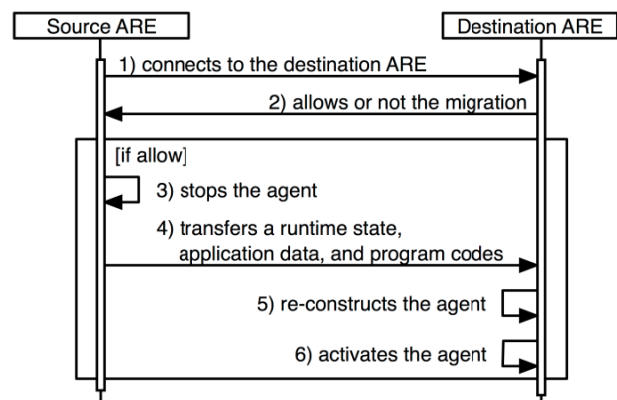 Source ARE
Destination ARE
1) connects to the destination ARE
2) allows or not the migration
[if allow]
3) stops the agent
4) transfers a runtime state,
application data, and program codes
5) re-constructs the agent
6) activates the agent